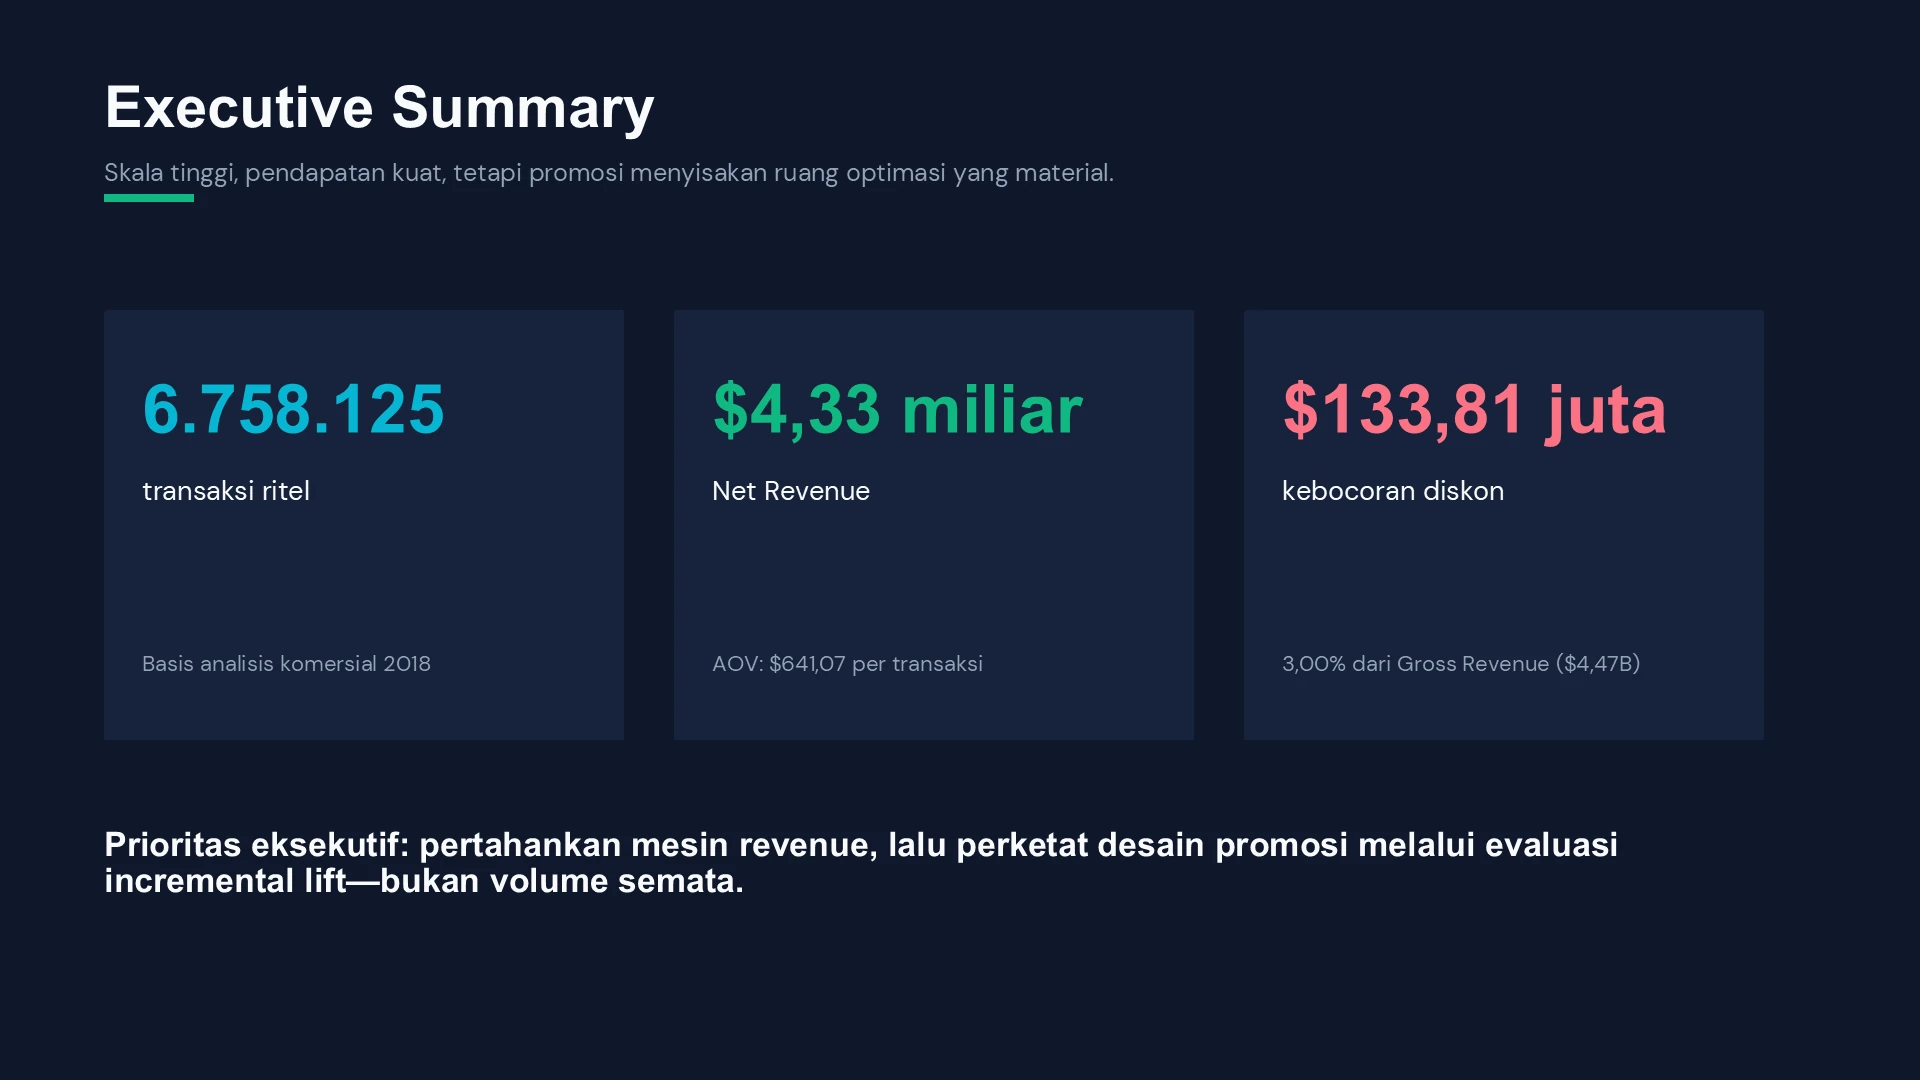 Executive Summary
Skala tinggi, pendapatan kuat, tetapi promosi menyisakan ruang optimasi yang material.
6.758.125
transaksi ritel
Basis analisis komersial 2018
$4,33 miliar
Net Revenue
AOV: $641,07 per transaksi
$133,81 juta
kebocoran diskon
3,00% dari Gross Revenue ($4,47B)
Prioritas eksekutif: pertahankan mesin revenue, lalu perketat desain promosi melalui evaluasi
incremental lift—bukan volume semata.